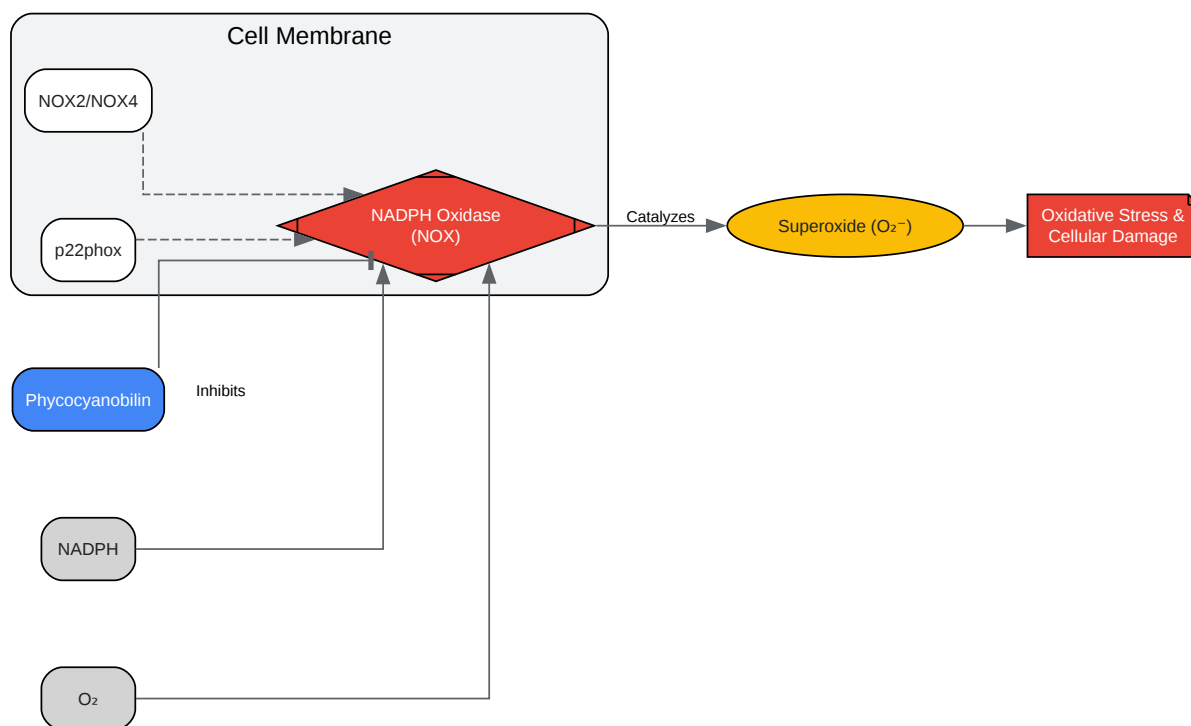 Cell Membrane
NOX2/NOX4
p22phox
NADPH Oxidase
(NOX)
Catalyzes
Superoxide (O₂⁻)
Oxidative Stress &
Cellular Damage
Phycocyanobilin
Inhibits
NADPH
O₂